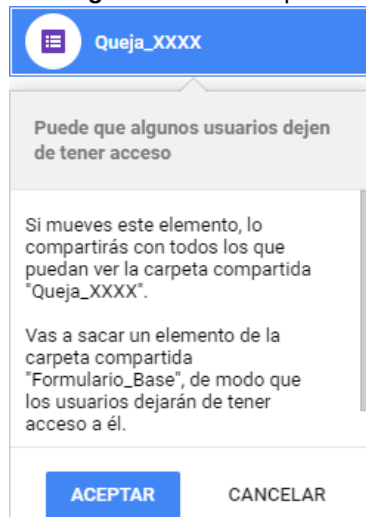 Queja_XXXX
Puede que algunos usuarios dejen
de tener acceso
Si mueves este elemento, lo
compartirás con todos los que
puedan ver la carpeta compartida
"Queja_XXXX".
Vas a sacar un elemento de la
carpeta compartida
"Formulario_Base", de modo que
los usuarios dejarán de tener
acceso a él.
ACEPTAR CANCELAR